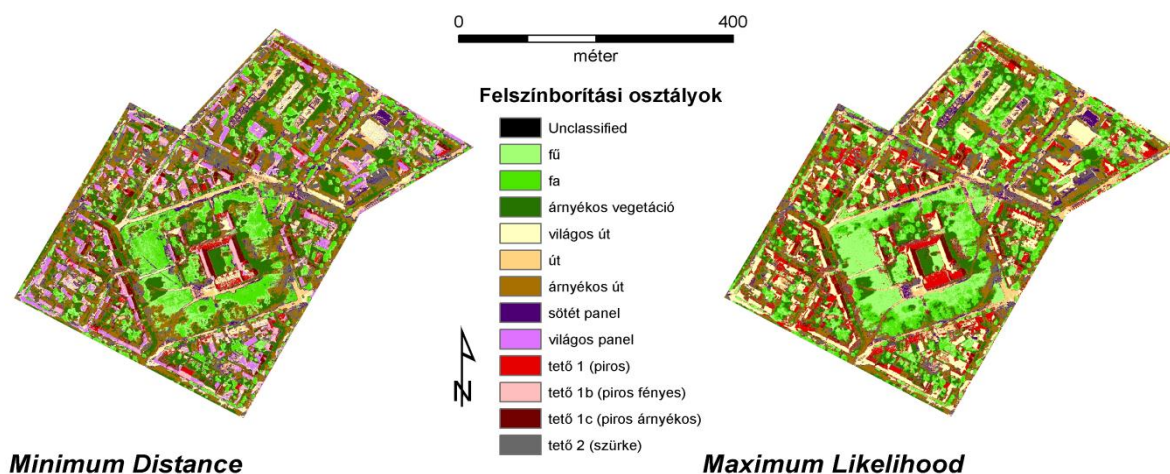 0 400
méter
Felszínborítási osztályok
Unclassified
fű
fa
árnyékos vegetáció
világos út
út
árnyékos út
sötét panel
világos panel
tető 1 (piros)
tető 1b (piros fényes)
tető 1c (piros árnyékos)
tető 2 (szürke)
N
Minimum Distance
Maximum Likelihood